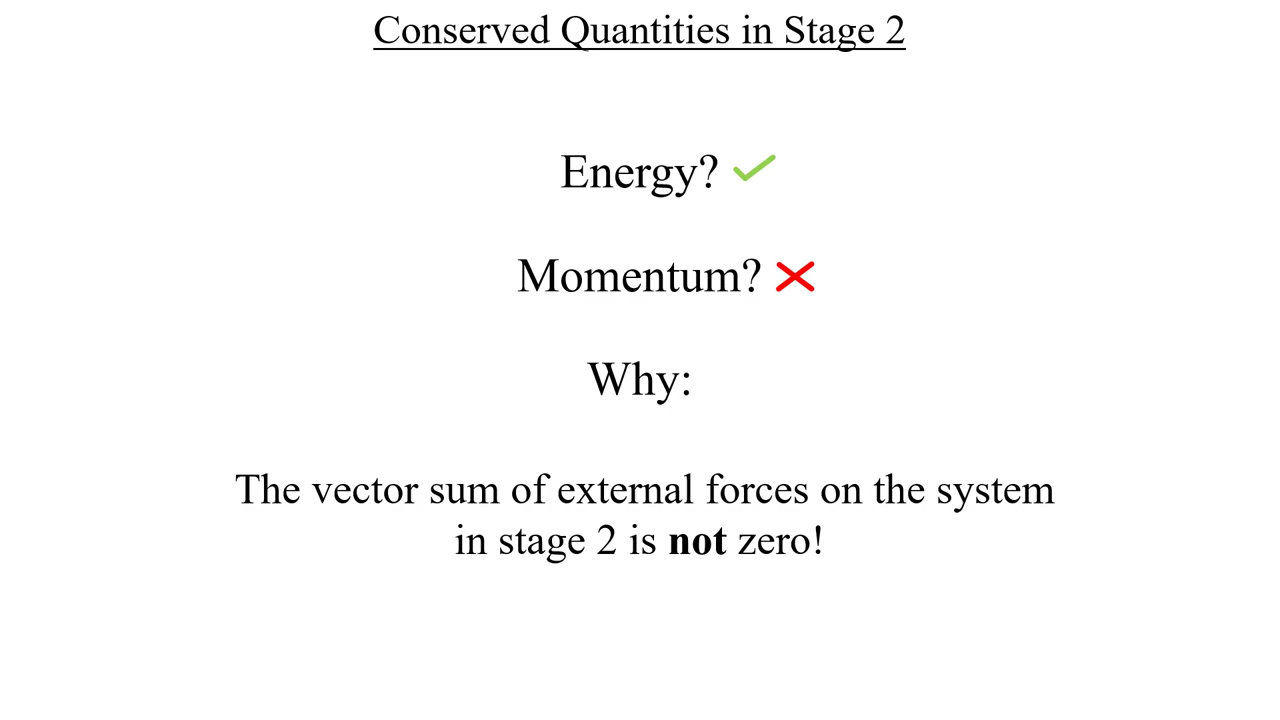 Conserved Quantities in Stage 2
Energy?
Momentum?
Why:
The vector sum of external forces on the system
in stage 2 is not zero!